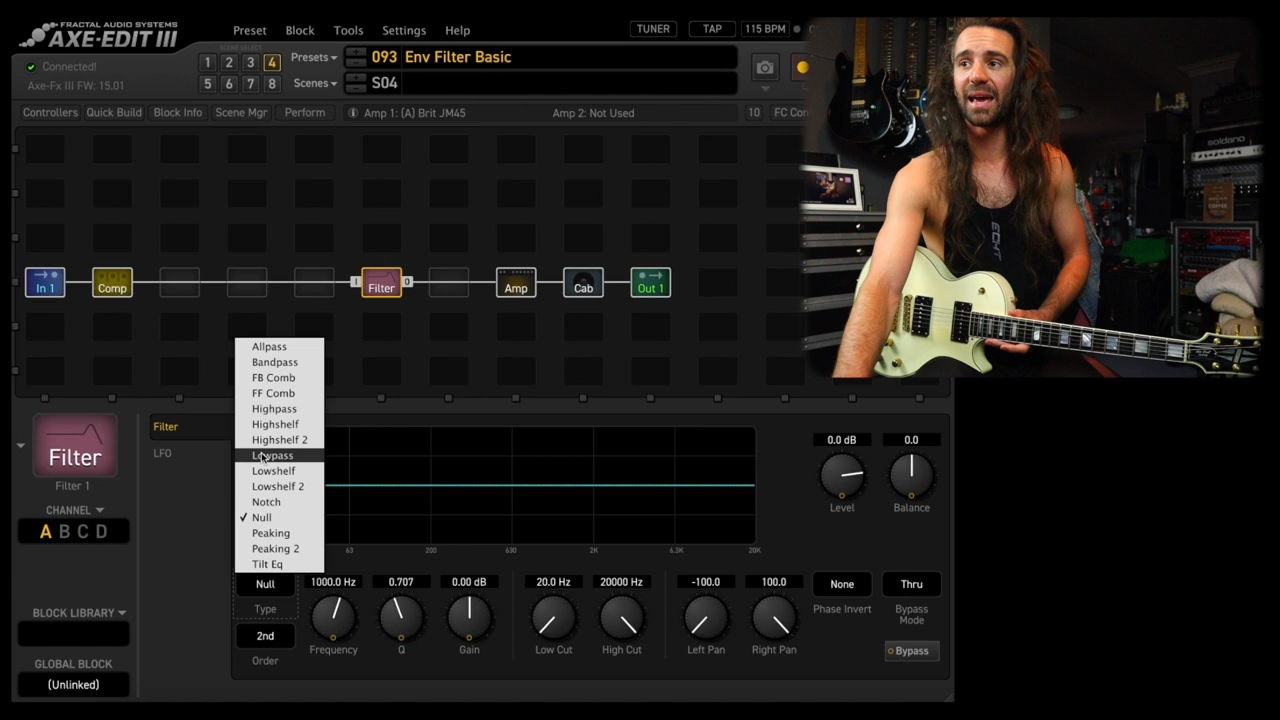 FRACTAL AUDIO SYSTEMS
AXE-EDIT III
Preset Block Tools Settings Help
TUNER TAP 115 BPM
SCENE SELECT
1 2 3 4
5 6 7 8
Presets 093 Env Filter Basic
Scenes S04
Connected!
Axe-Fx III FW: 15.01
Controllers Quick Build Block Info Scene Mgr Perform Amp 1: (A) Brit JM45 Amp 2: Not Used 10 FC Con
In 1 Comp I Filter O Amp Cab Out 1
Allpass
Bandpass
FB Comb
FF Comb
Highpass
Highshelf
Highshelf 2
Lowpass
Lowshelf
Lowshelf 2
Notch
✓ Null
Peaking
Peaking 2
Tilt Eq
Filter
Filter 1
CHANNEL
A B C D
BLOCK LIBRARY
GLOBAL BLOCK
(Unlinked)
Filter
LFO
63 200 630 2K 6.3K 20K
0.0 dB 0.0
Level Balance
Null 1000.0 Hz 0.707 0.00 dB 20.0 Hz 20000 Hz -100.0 100.0 None Thru
Type Phase Invert Bypass
Mode
2nd
Order
Frequency Q Gain Low Cut High Cut Left Pan Right Pan Bypass
soldano
ECHT